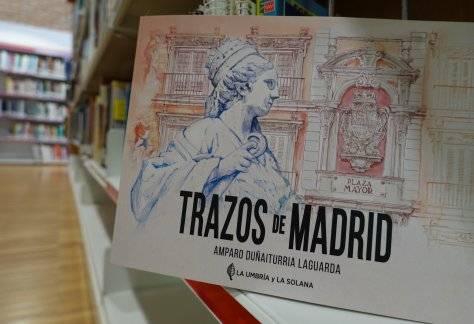 PLAZA
MAYOR
TRAZOS DE MADRID
AMPARO DUÑAITURRIA LAGUARDA
LA UMBRÍA y LA SOLANA